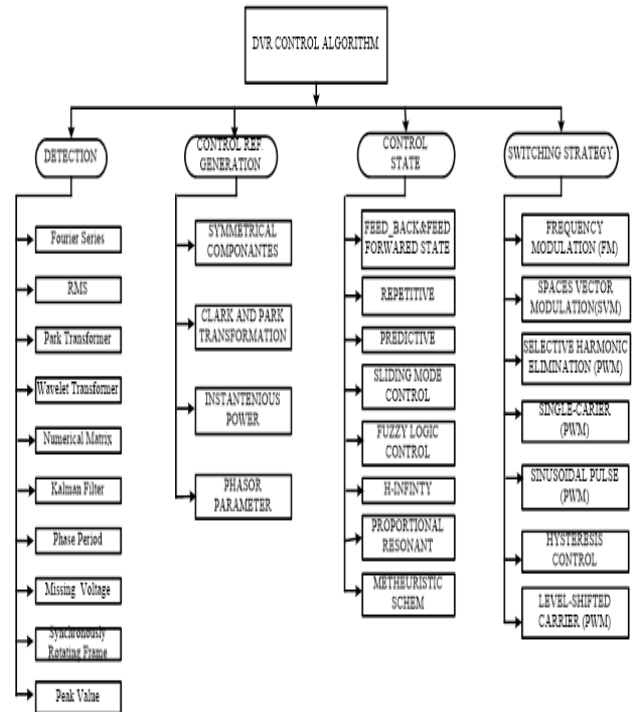 DVR CONTROL ALGORITHM
DETECTION
Fourier Series
RMS
Park Transformer
Wavelet Transformer
Numerical Matrix
Kalman Filter
Phase Period
Missing Voltage
Synchronously
Rotating Frame
Peak Value
CONTROL REF.
GENERATION
SYMMETRICAL
COMPONANTES
CLARK AND PARK
TRANSFORMATION
INSTANTENIOUS
POWER
PHASOR
PARAMETER
CONTROL
STATE
FEED_BACK&FEED
FORWARED STATE
REPETITIVE
PREDICTIVE
SLIDING MODE
CONTROL
FUZZY LOGIC
CONTROL
H-INFINTY
PROPORTIONAL
RESONANT
METHEURISTIC
SCHEM
SWITCHING STRATEGY
FREQUENCY
MODULATION (FM)
SPACES VECTOR
MODULATION(SVM)
SELECTIVE HARMONIC
ELIMINATION (PWM)
SINGLE-CARIER
(PWM)
SINUSOIDAL PULSE
(PWM)
HYSTERESIS
CONTROL
LEVEL-SHIFTED
CARRIER (PWM)